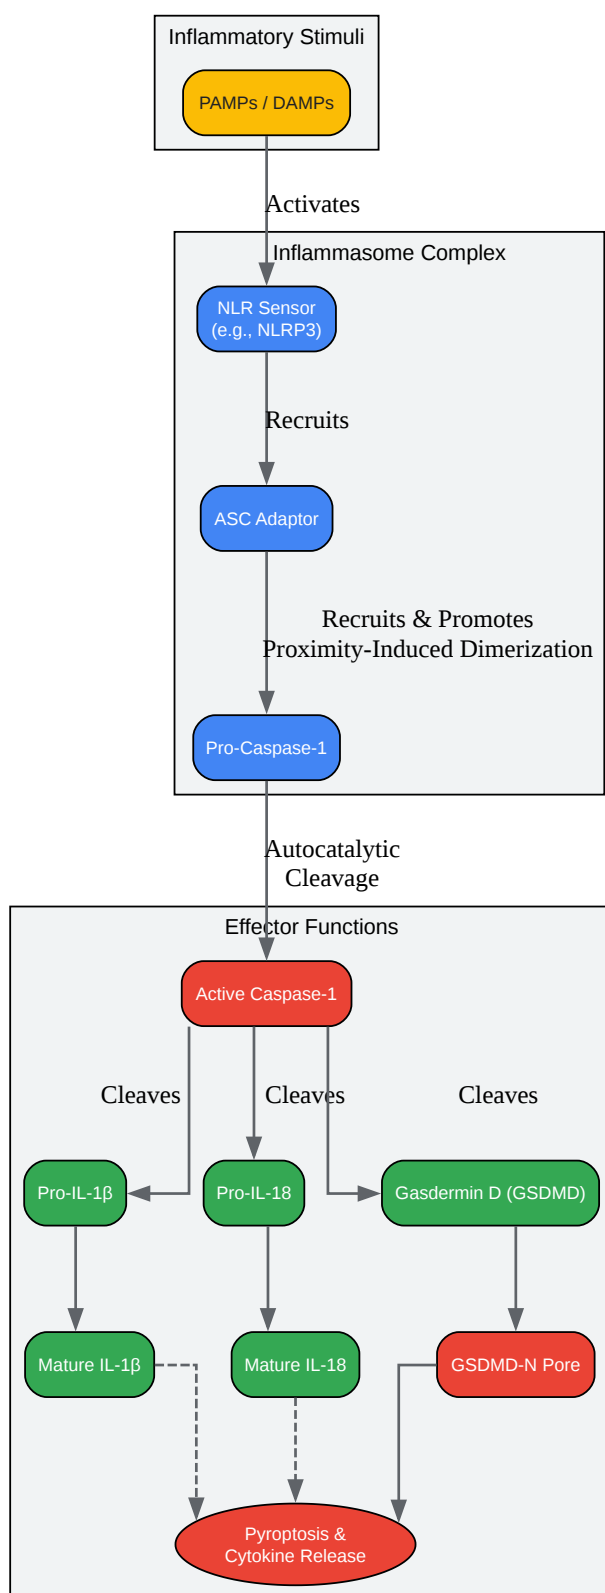 Inflammatory Stimuli
PAMPs / DAMPs
Activates
Inflammasome Complex
NLR Sensor
(e.g., NLRP3)
Recruits
ASC Adaptor
Recruits & Promotes
Proximity-Induced Dimerization
Pro-Caspase-1
Autocatalytic
Cleavage
Effector Functions
Active Caspase-1
Cleaves
Cleaves
Cleaves
Pro-IL-1β
Pro-IL-18
Gasdermin D (GSDMD)
Mature IL-1β
Mature IL-18
GSDMD-N Pore
Pyroptosis &
Cytokine Release